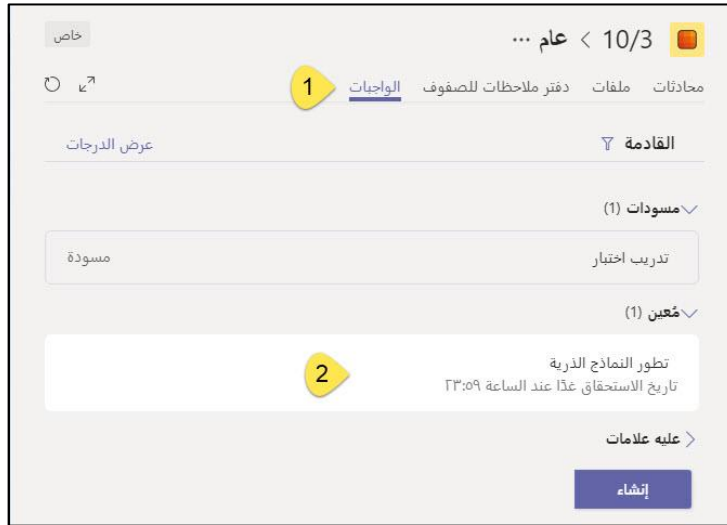 10/3 > عام ...
خاص
محادثات ملفات دفتر ملاحظات للصفوف الواجبات
1
القادمة
عرض الدرجات
مسودات (1)
تدريب اختبار
مسودة
مُعين (1)
تطور النماذج الذرية
تاريخ الاستحقاق غدًا عند الساعة ٢٣:٥٩
2
عليه علامات
إنشاء